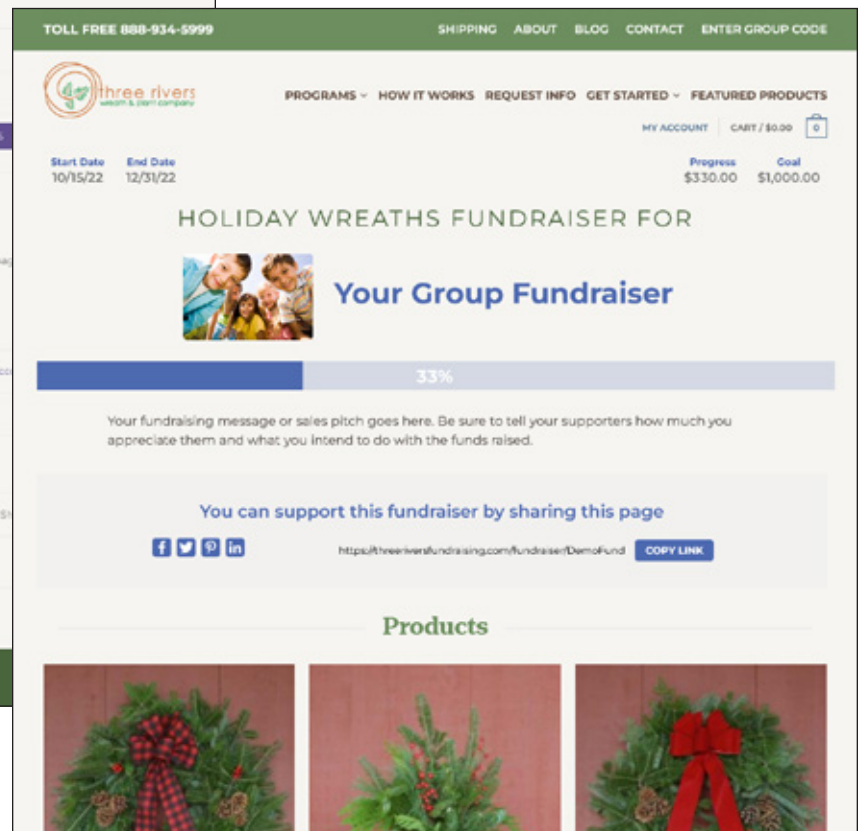 TOLL FREE 888-934-5999
SHIPPING ABOUT BLOG CONTACT ENTER GROUP CODE
three rivers
wreath & plant company
PROGRAMS HOW IT WORKS REQUEST INFO GET STARTED FEATURED PRODUCTS
MY ACCOUNT CART / $0.00 0
Start Date End Date
10/15/22 12/31/22
Progress Goal
$330.00 $1,000.00
HOLIDAY WREATHS FUNDRAISER FOR
Your Group Fundraiser
33%
Your fundraising message or sales pitch goes here. Be sure to tell your supporters how much you
appreciate them and what you intend to do with the funds raised.
You can support this fundraiser by sharing this page
https://threeriversfundraising.com/fundraiser/DemoFund COPY LINK
Products